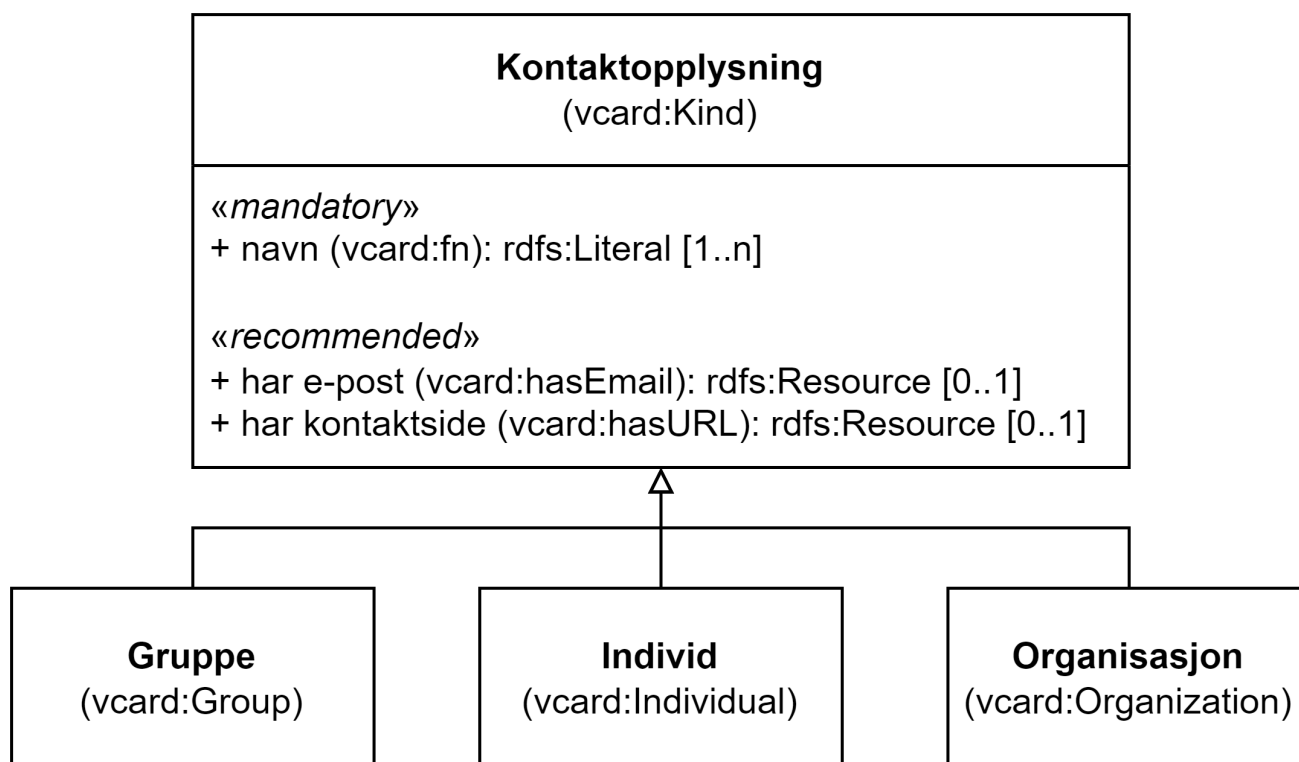 Kontaktopplysning
(vcard:Kind)
«mandatory»
+ navn (vcard:fn): rdfs:Literal [1..n]
«recommended»
+ har e-post (vcard:hasEmail): rdfs:Resource [0..1]
+ har kontaktside (vcard:hasURL): rdfs:Resource [0..1]
Gruppe
(vcard:Group)
Individ
(vcard:Individual)
Organisasjon
(vcard:Organization)